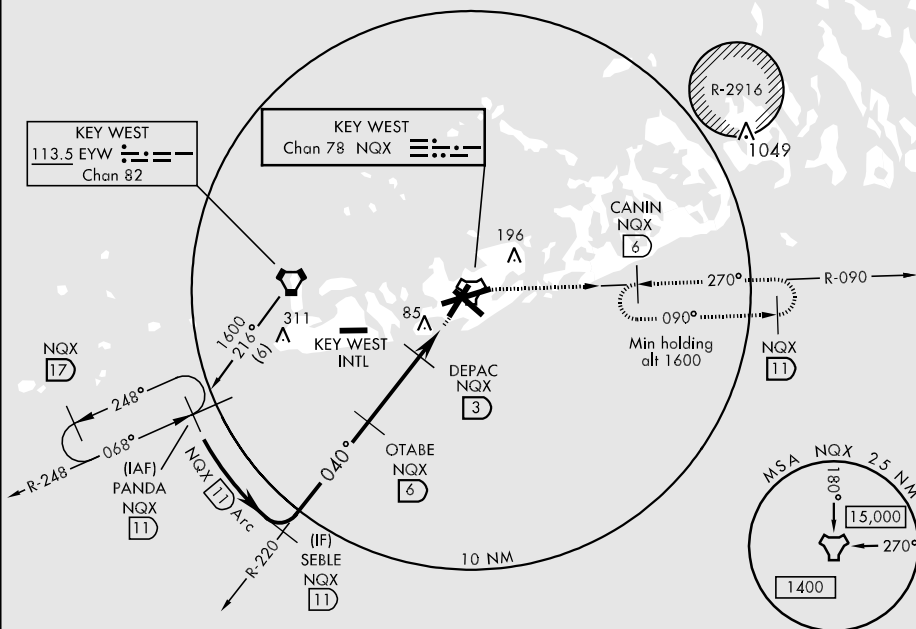 KEY WEST
113.5 EYW
Chan 82
KEY WEST
Chan 78 NQX
R-2916
1049
CANIN
NQX
6
196
270°
R-090
090°
Min holding
alt 1600
NQX
11
311
85
KEY WEST
INTL
1600
216°
(6)
NQX
17
248°
068°
R-248
(IAF)
PANDA
NQX
11
NQX 11 Arc
DEPAC
NQX
3
040°
OTABE
NQX
6
R-220
(IF)
SEBLE
NQX
11
10 NM
MSA NQX 25 NM
180°
15,000
270°
1400